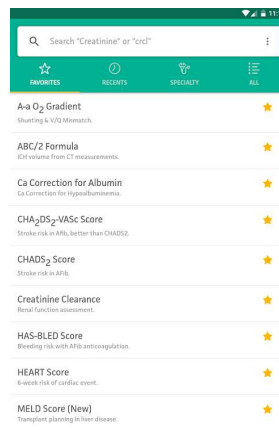 11:
Search "Creatinine" or "crcl"
FAVORITES RECENTS SPECIALTY ALL
A-a O₂ Gradient
Shunting & V/Q Mismatch.
ABC/2 Formula
ICH volume from CT measurements.
Ca Correction for Albumin
Ca Correction for Hypoalbuminemia.
CHA₂DS₂-VASc Score
Stroke risk in Afib, better than CHADS2.
CHADS₂ Score
Stroke risk in AFib.
Creatinine Clearance
Renal function assessment.
HAS-BLED Score
Bleeding risk with AFib anticoagulation.
HEART Score
6-week risk of cardiac event.
MELD Score (New)
Transplant planning in liver disease.